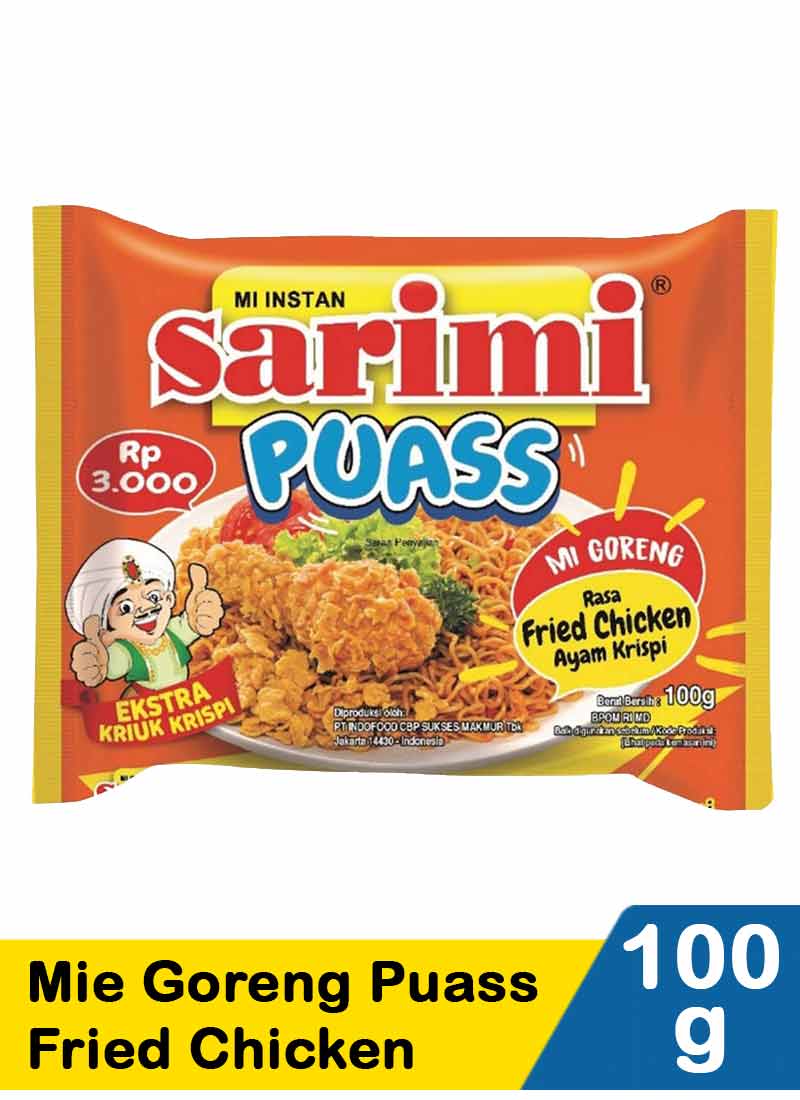 MI INSTAN
sarimi®
PUASS
Rp
3.000
Saran Penyajian
MI GORENG
Rasa
Fried Chicken
Ayam Krispi
EKSTRA
KRIUK KRISPI
Diproduksi oleh:
PT INDOFOOD CBP SUKSES MAKMUR Tbk
Jakarta 14430 - Indonesia
Berat Bersih: 100g
BPOM RI MD
Baik digunakan sebelum / Kode Produksi:
(lihat pada kemasan ini)
Mie Goreng Puass
Fried Chicken
100
g